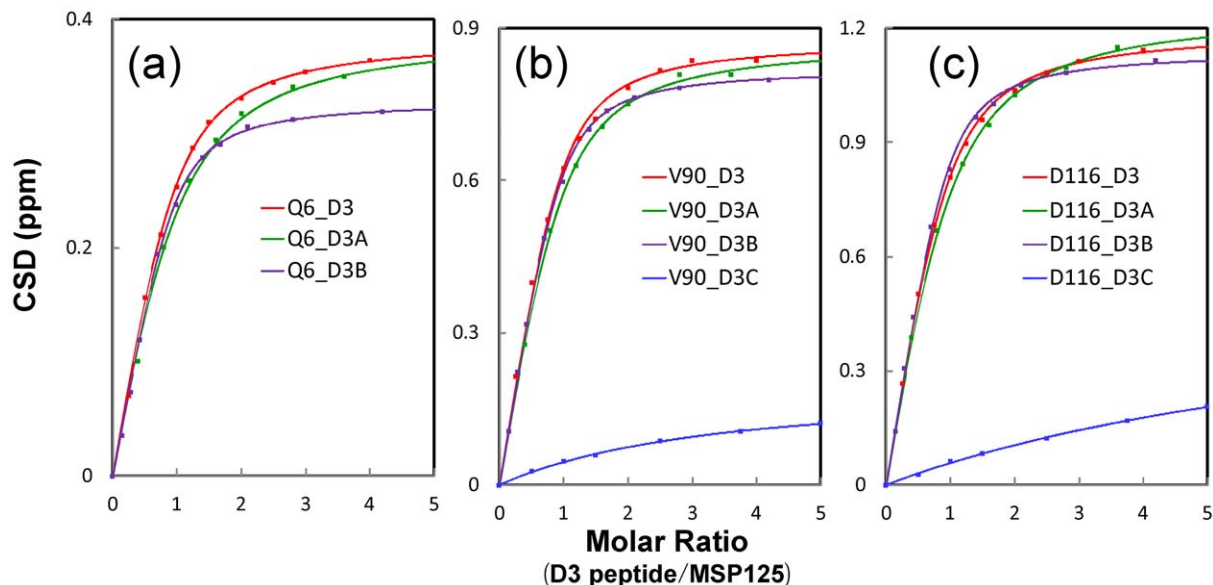 (a)
0.4
0.2
0
Q6_D3
Q6_D3A
Q6_D3B
0 1 2 3 4 5
(b)
0.9
0.6
0.3
0
V90_D3
V90_D3A
V90_D3B
V90_D3C
0 1 2 3 4 5
(c)
1.2
0.9
0.6
0.3
0
D116_D3
D116_D3A
D116_D3B
D116_D3C
0 1 2 3 4 5
CSD (ppm)
Molar Ratio
(D3 peptide/MSP125)